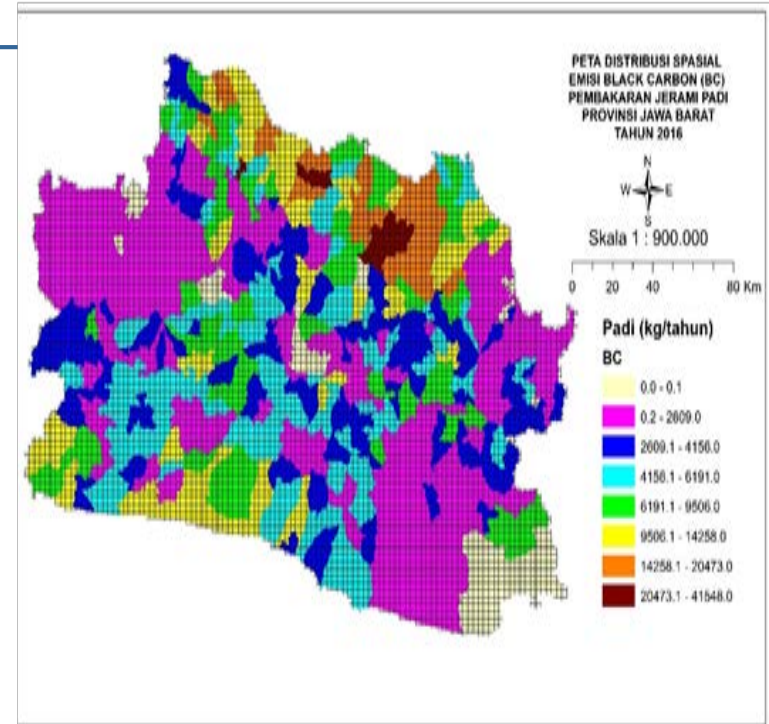 PETA DISTRIBUSI SPASIAL
EMISI BLACK CARBON (BC)
PEMBAKARAN JERAMI PADI
PROVINSI JAWA BARAT
TAHUN 2016
N
W E
S
Skala 1 : 900.000
0 20 40 80 Km
Padi (kg/tahun)
BC
0.0 - 0.1
0.2 - 2609.0
2609.1 - 4156.0
4156.1 - 6191.0
6191.1 - 9506.0
9506.1 - 14258.0
14258.1 - 20473.0
20473.1 - 41548.0